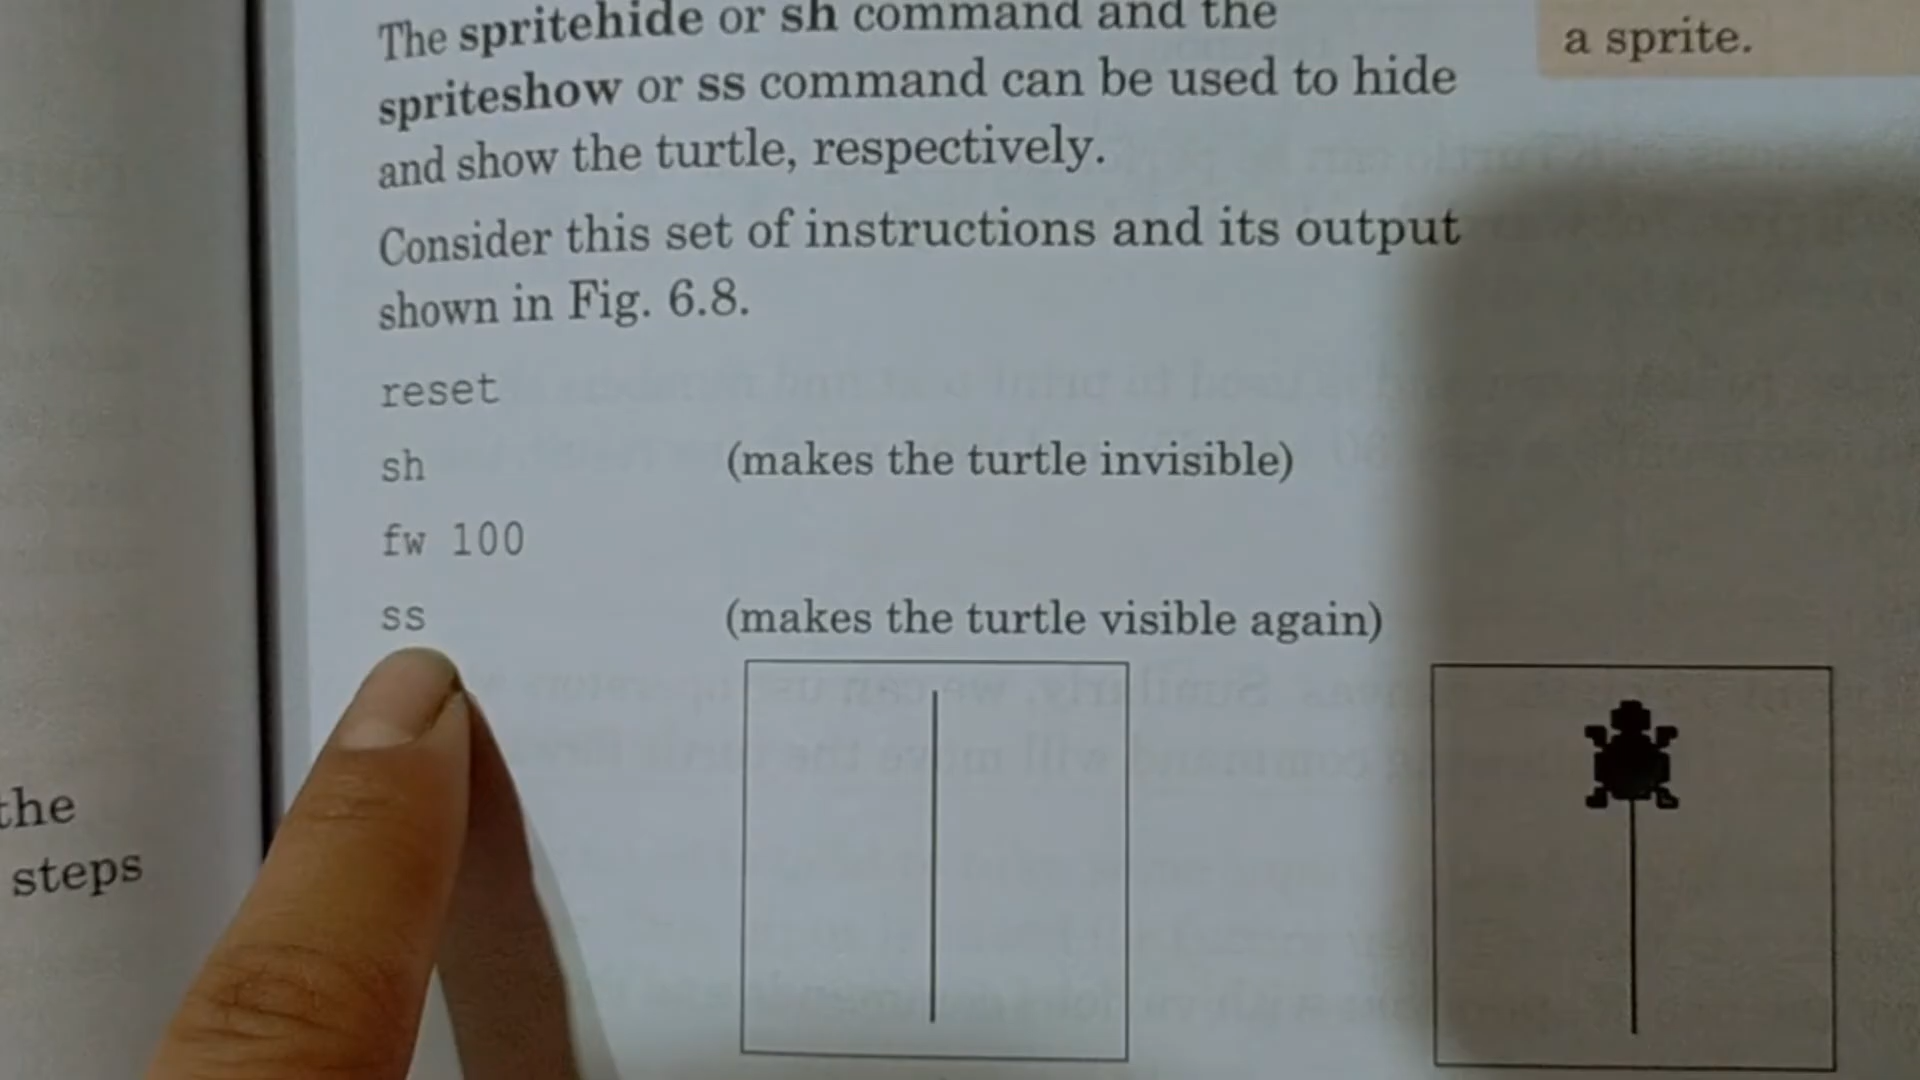 The spritehide or sh command and the
spriteshow or ss command can be used to hide
and show the turtle, respectively.
a sprite.
Consider this set of instructions and its output
shown in Fig. 6.8.
reset
sh (makes the turtle invisible)
fw 100
ss (makes the turtle visible again)
the
steps